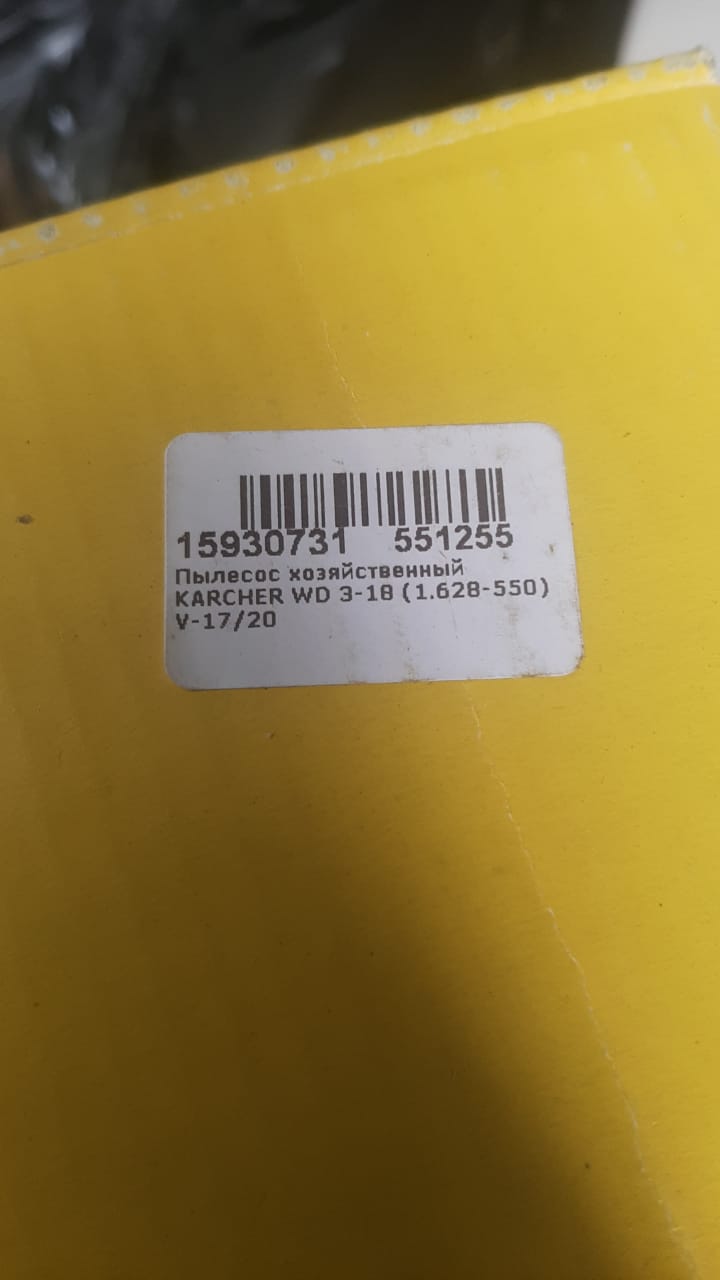 15930731 551255
Пылесос хозяйственный
KARCHER WD 3-18 (1.628-550)
V-17/20